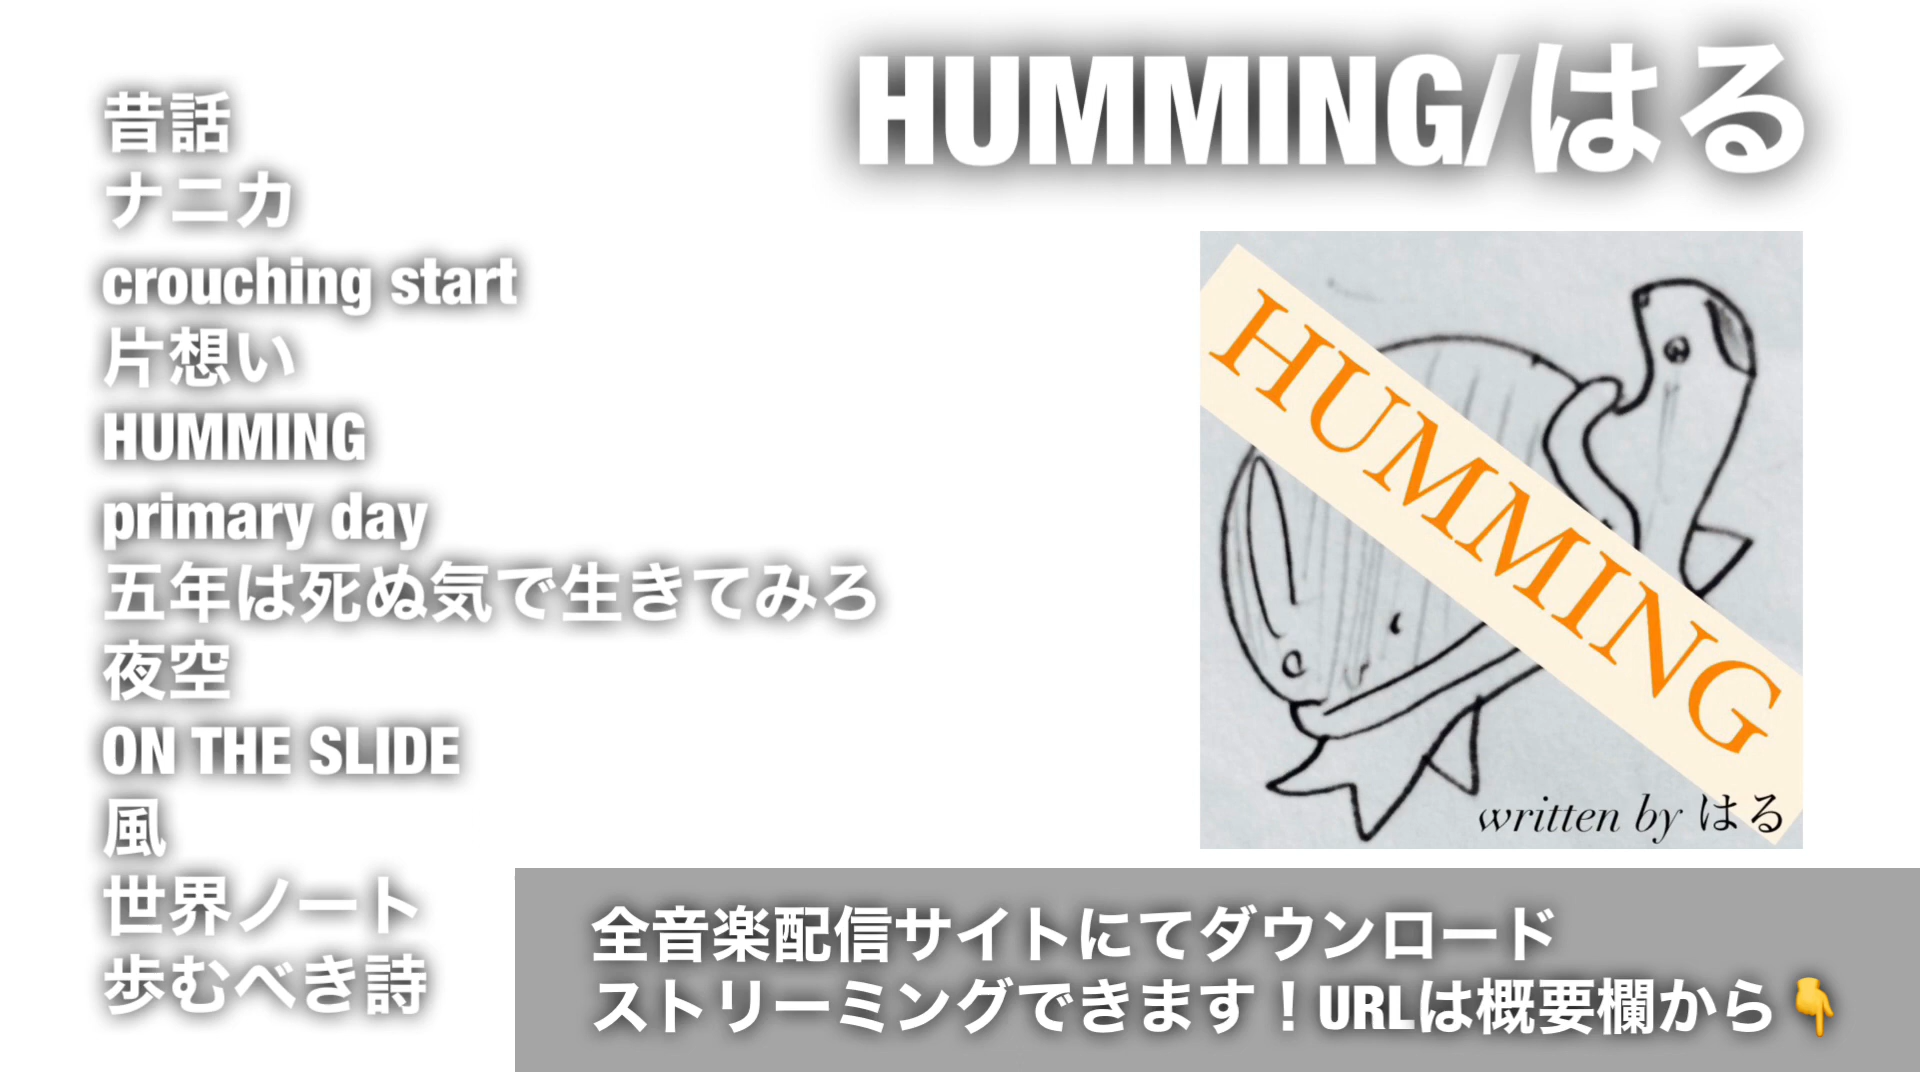 HUMMING/はる
昔話
ナニカ
crouching start
片想い
HUMMING
primary day
五年は死ぬ気で生きてみろ
夜空
ON THE SLIDE
風
世界ノート
歩むべき詩
HUMMING
written by はる
全音楽配信サイトにてダウンロード
ストリーミングできます！URLは概要欄から👇